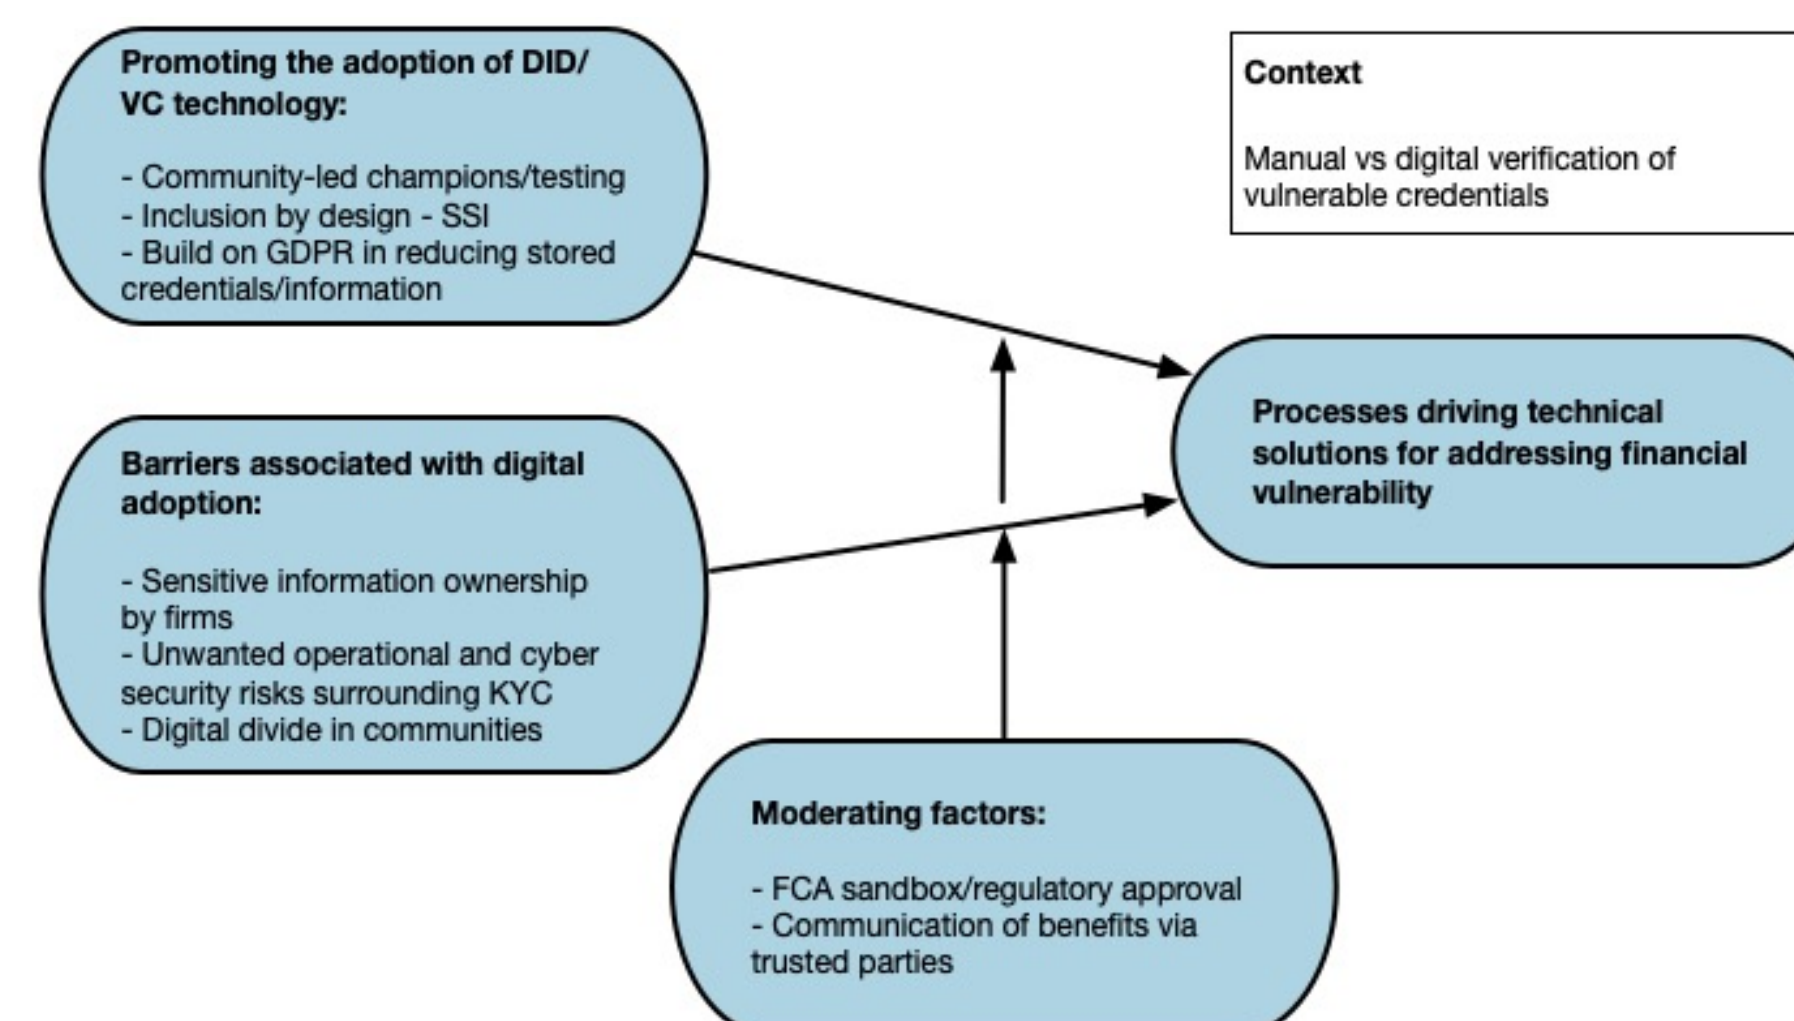 Promoting the adoption of DID/
VC technology:
- Community-led champions/testing
- Inclusion by design - SSI
- Build on GDPR in reducing stored
credentials/information
Context
Manual vs digital verification of
vulnerable credentials
Barriers associated with digital
adoption:
- Sensitive information ownership
by firms
- Unwanted operational and cyber
security risks surrounding KYC
- Digital divide in communities
Processes driving technical
solutions for addressing financial
vulnerability
Moderating factors:
- FCA sandbox/regulatory approval
- Communication of benefits via
trusted parties